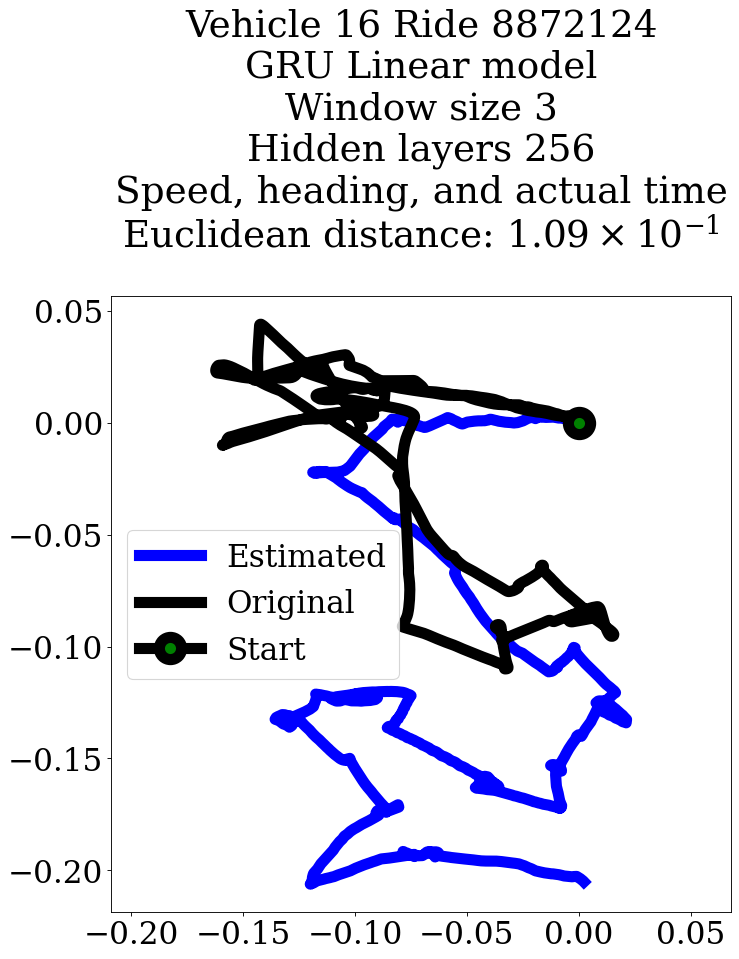 Vehicle 16 Ride 8872124
GRU Linear model
Window size 3
Hidden layers 256
Speed, heading, and actual time
Euclidean distance: 1.09 × 10⁻¹
0.05
0.00
−0.05
−0.10
−0.15
−0.20
Estimated
Original
Start
−0.20 −0.15 −0.10 −0.05 0.00 0.05